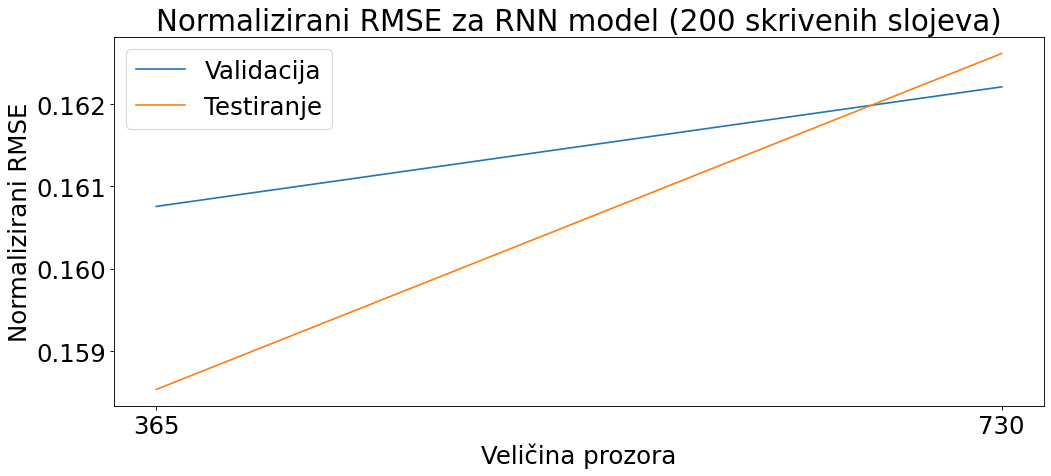 Normalizirani RMSE za RNN model (200 skrivenih slojeva)
Validacija
Testiranje
Normalizirani RMSE
0.162
0.161
0.160
0.159
365
730
Veličina prozora